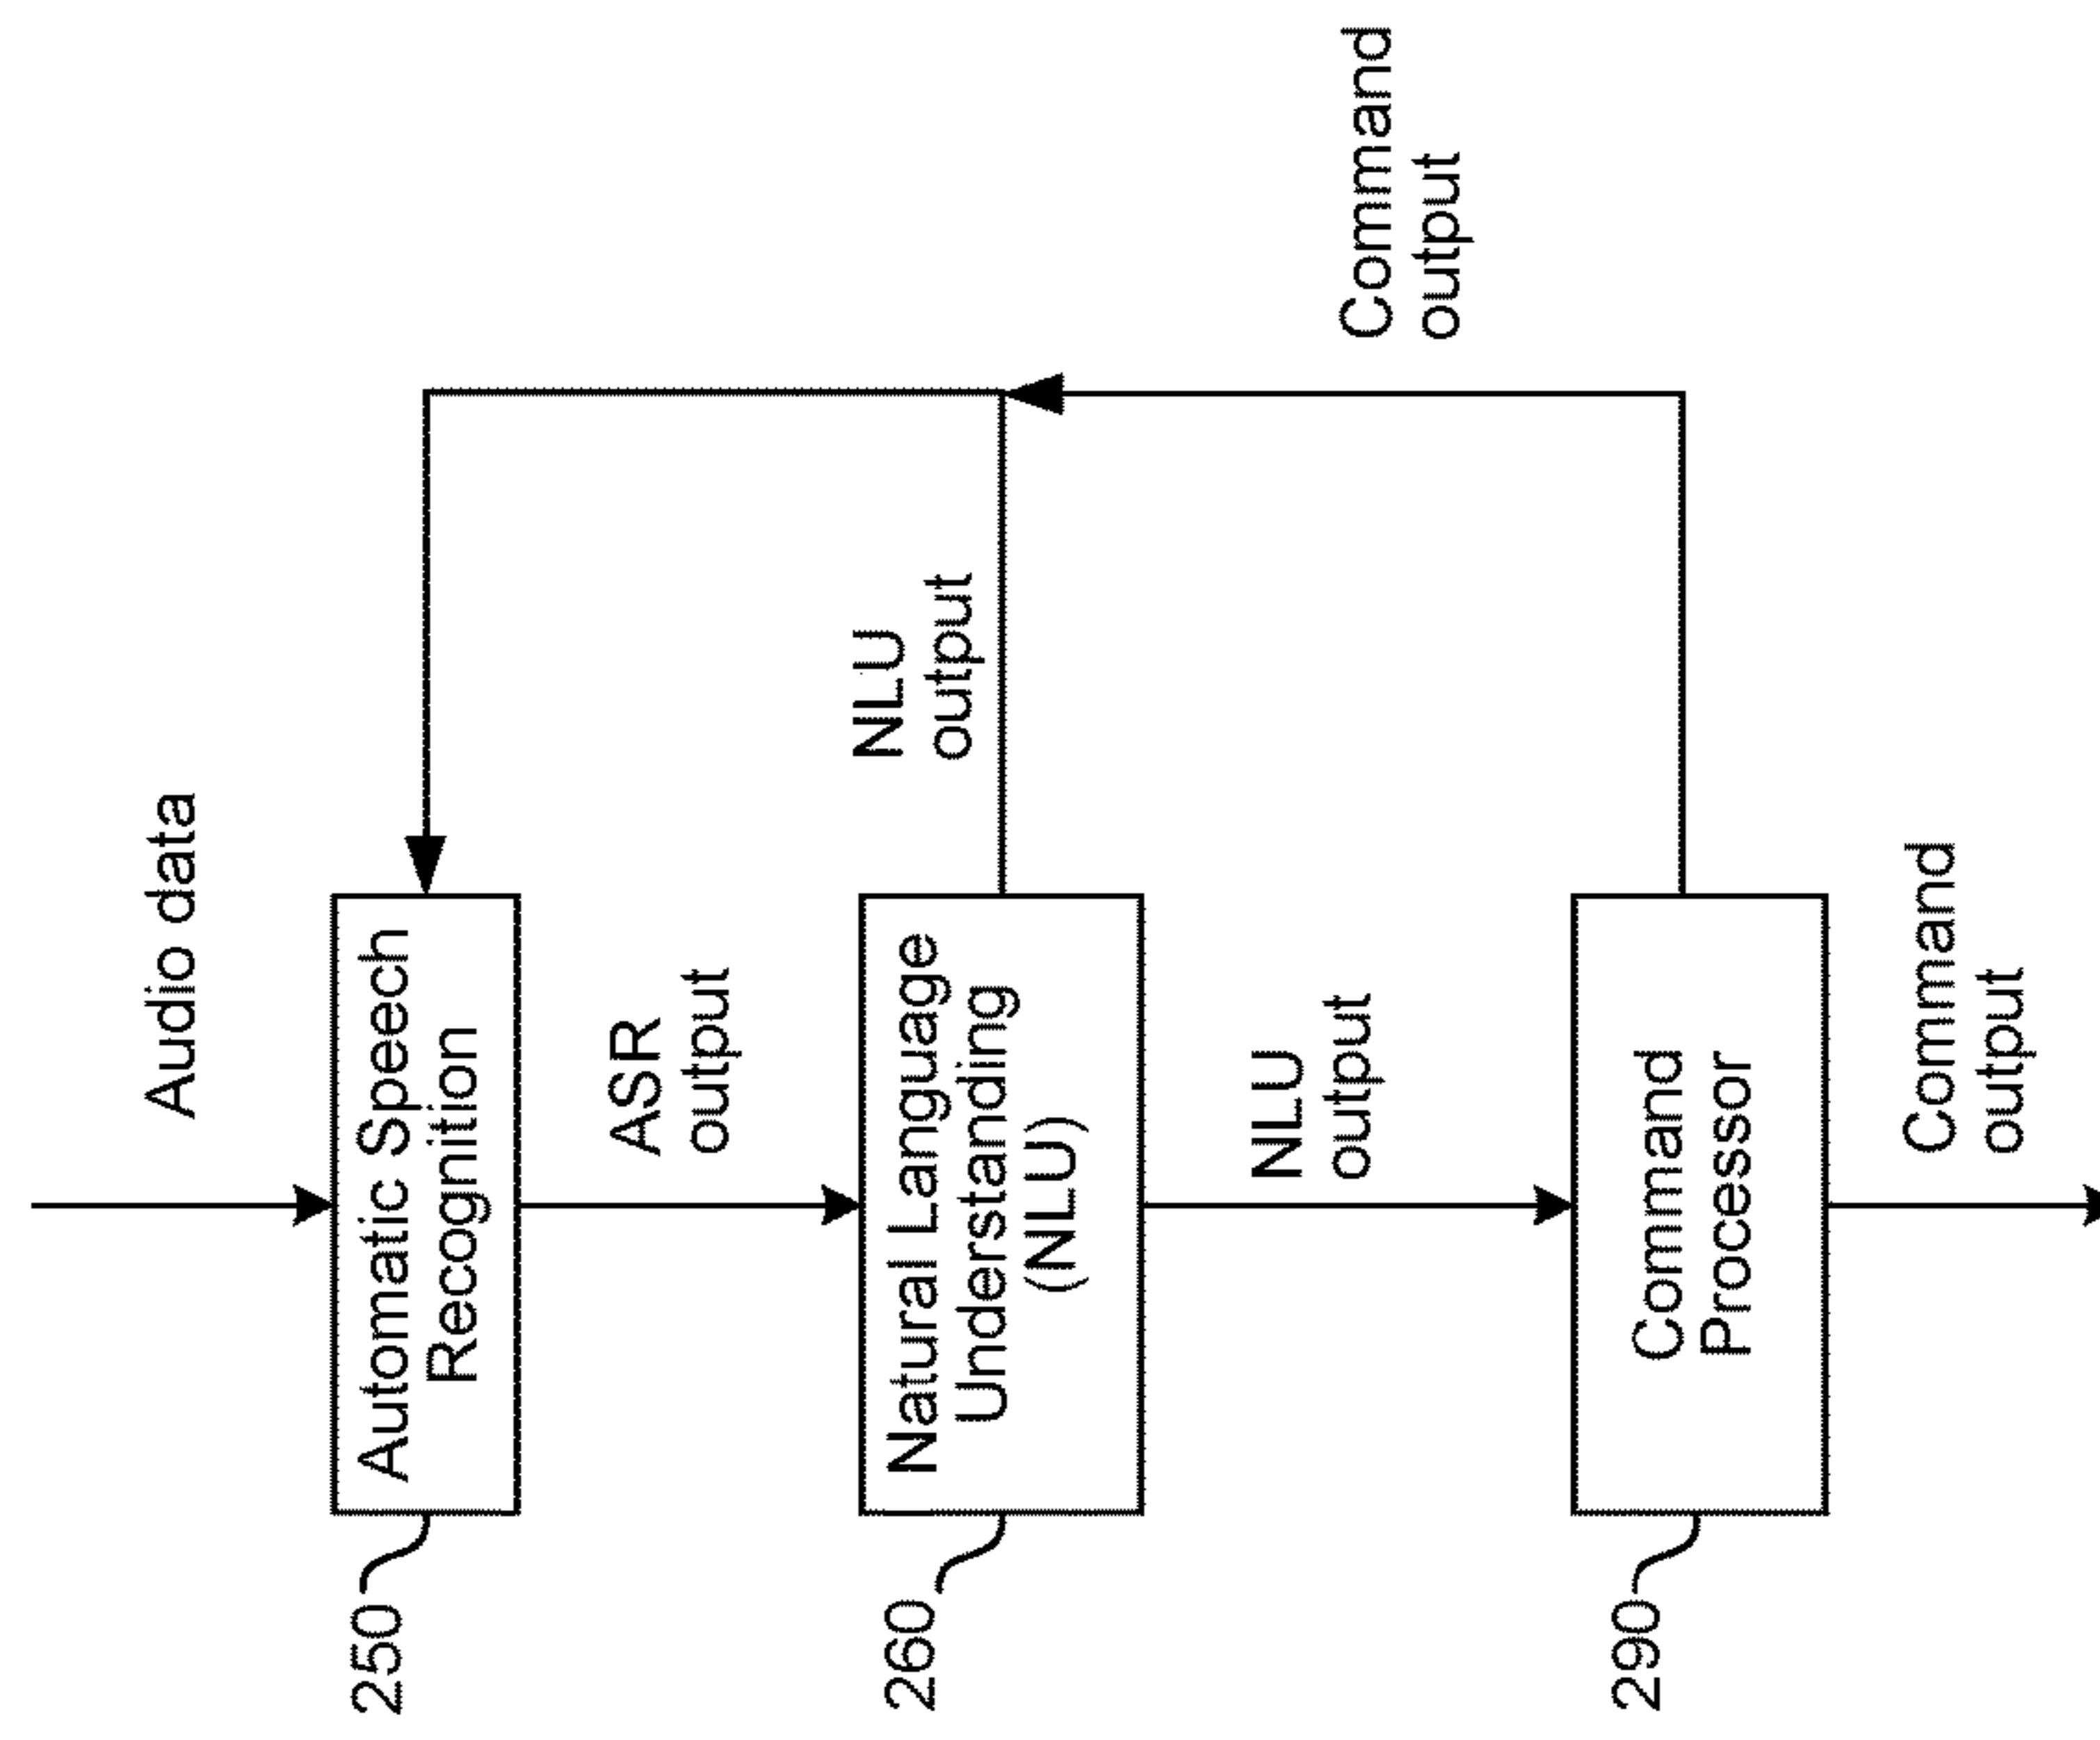 Audio data
250
Automatic Speech
Recognition
ASR
output
260
Natural Language
Understanding
(NLU)
NLU
output
NLU
output
Command
output
290
Command
Processor
Command
output